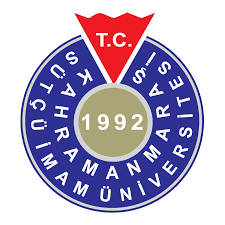 T.C.
KAHRAMANMARAŞ
SÜTÇÜ İMAM ÜNİVERSİTESİ
1992